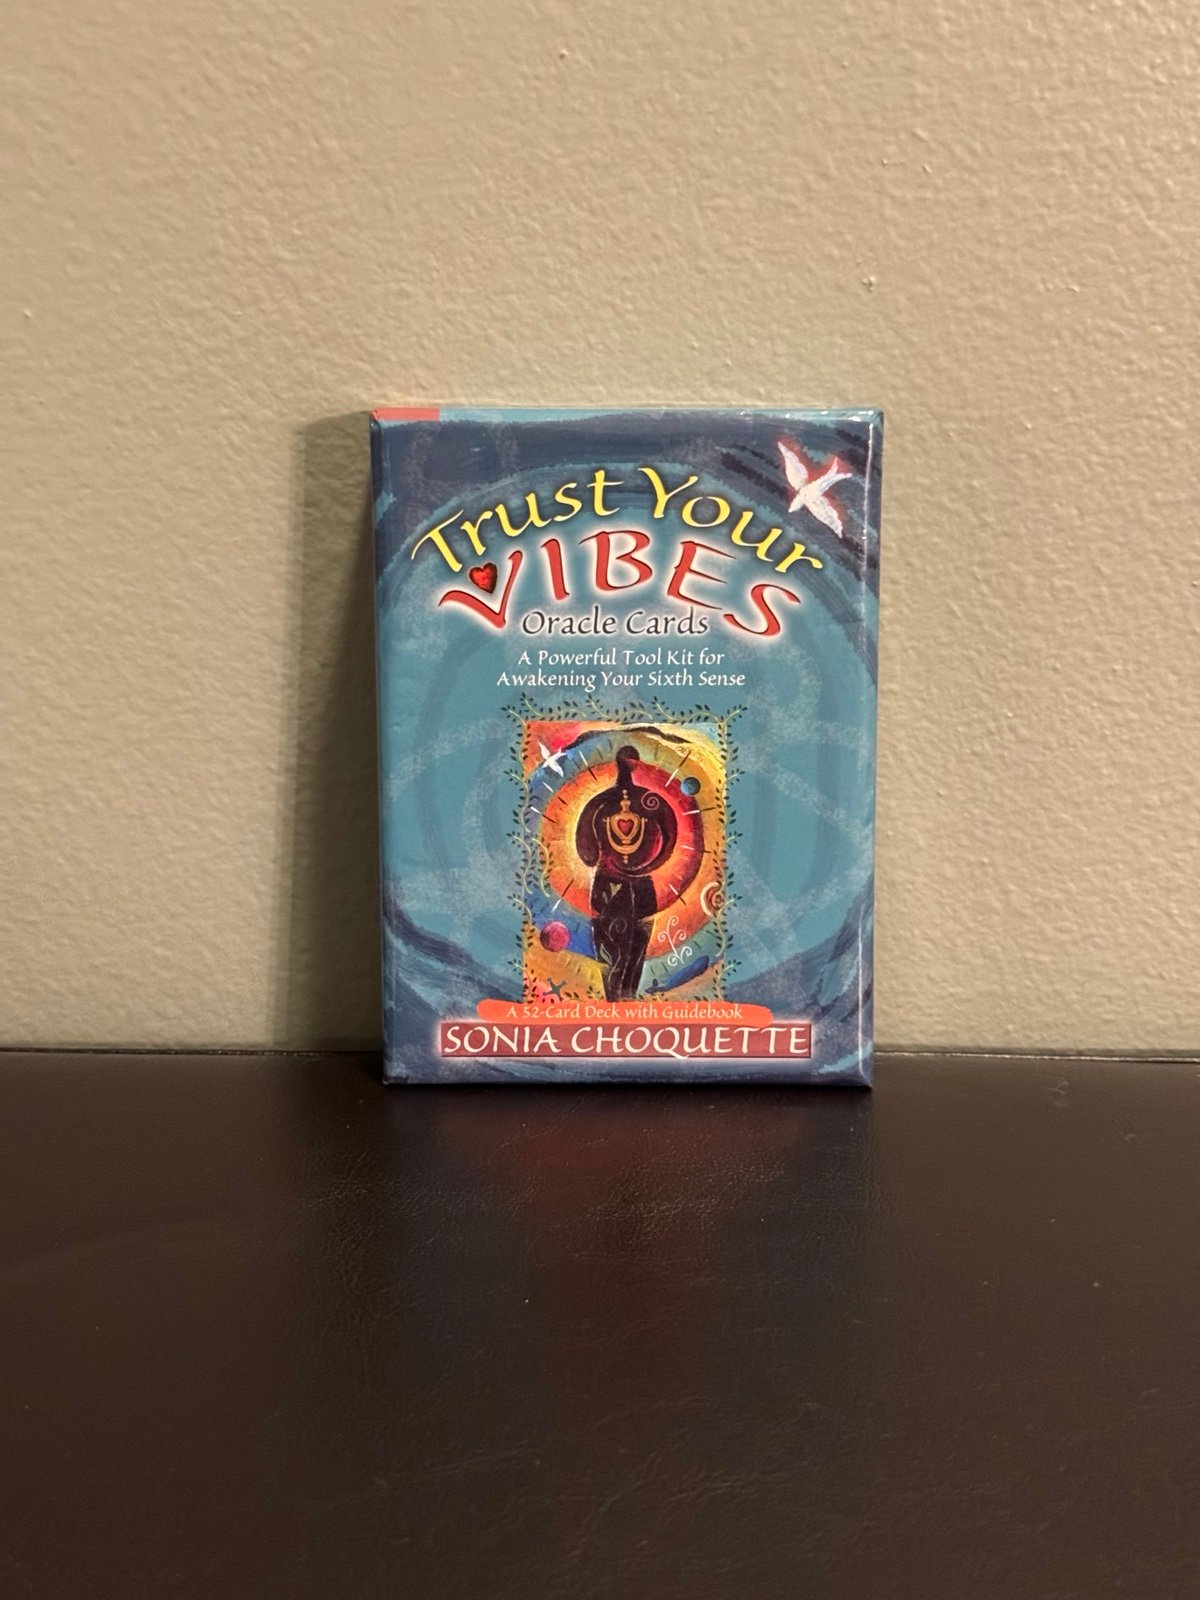 Trust Your
VIBES
Oracle Cards
A Powerful Tool Kit for
Awakening Your Sixth Sense
A 52-Card Deck with Guidebook
SONIA CHOQUETTE